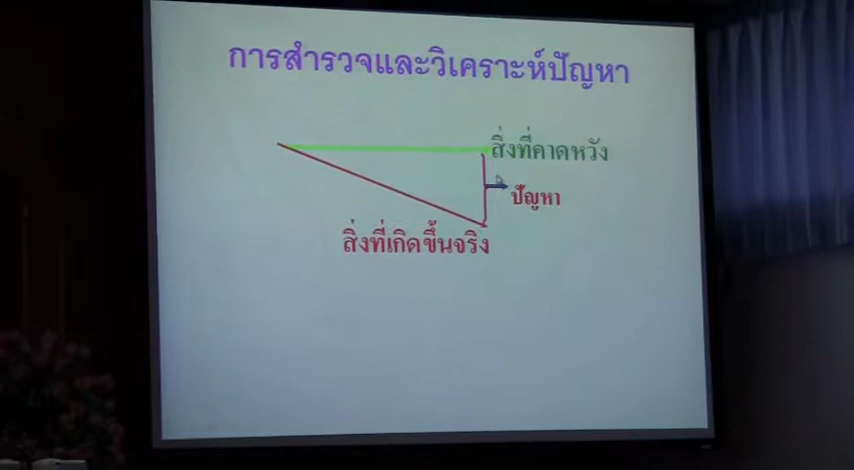 การสำรวจและวิเคราะห์ปัญหา
สิ่งที่คาดหวัง
ปัญหา
สิ่งที่เกิดขึ้นจริง